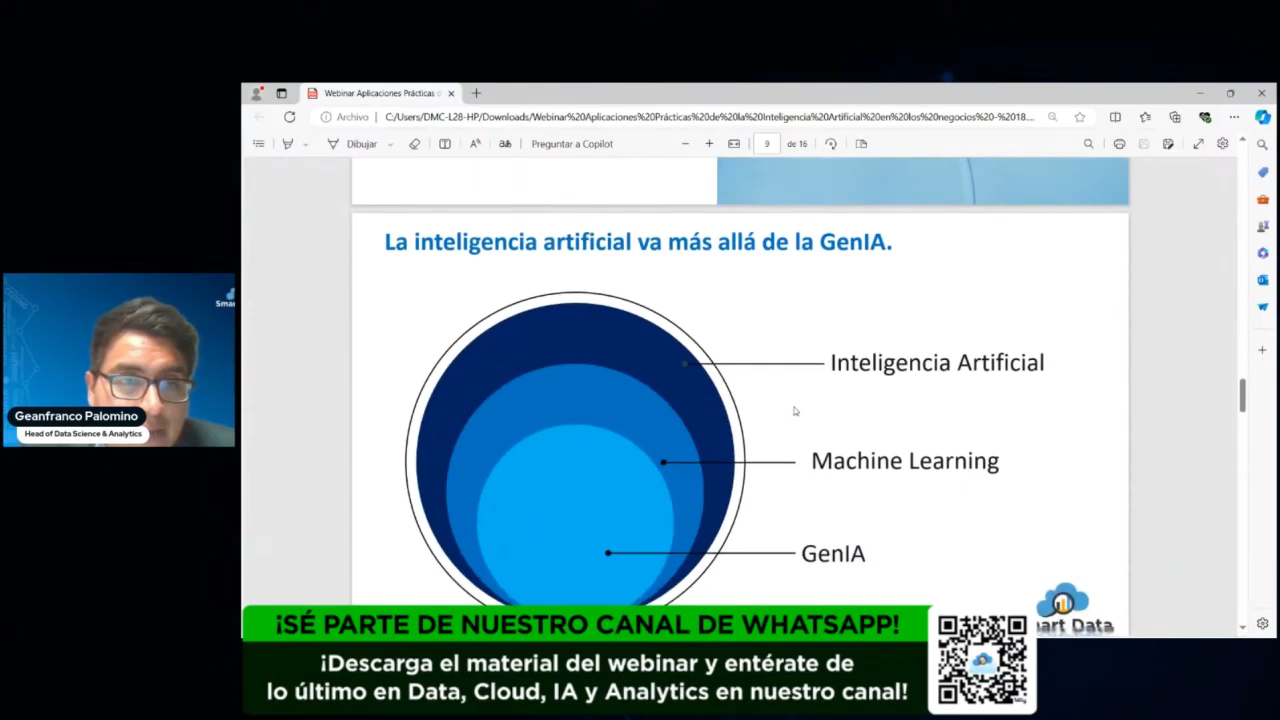 Webinar Aplicaciones Prácticas d
Archivo
C:/Users/DMC-L28-HP/Downloads/Webinar%20Aplicaciones%20Prácticas%20de%20la%20Inteligencia%20Artificial%20en%20los%20negocios%20-%2018...
Dibujar
Preguntar a Copilot
9 de 16
La inteligencia artificial va más allá de la GenIA.
Inteligencia Artificial
Machine Learning
GenIA
Smar
Geanfranco Palomino
Head of Data Science & Analytics
mart Data
¡SÉ PARTE DE NUESTRO CANAL DE WHATSAPP!
¡Descarga el material del webinar y entérate de
lo último en Data, Cloud, IA y Analytics en nuestro canal!